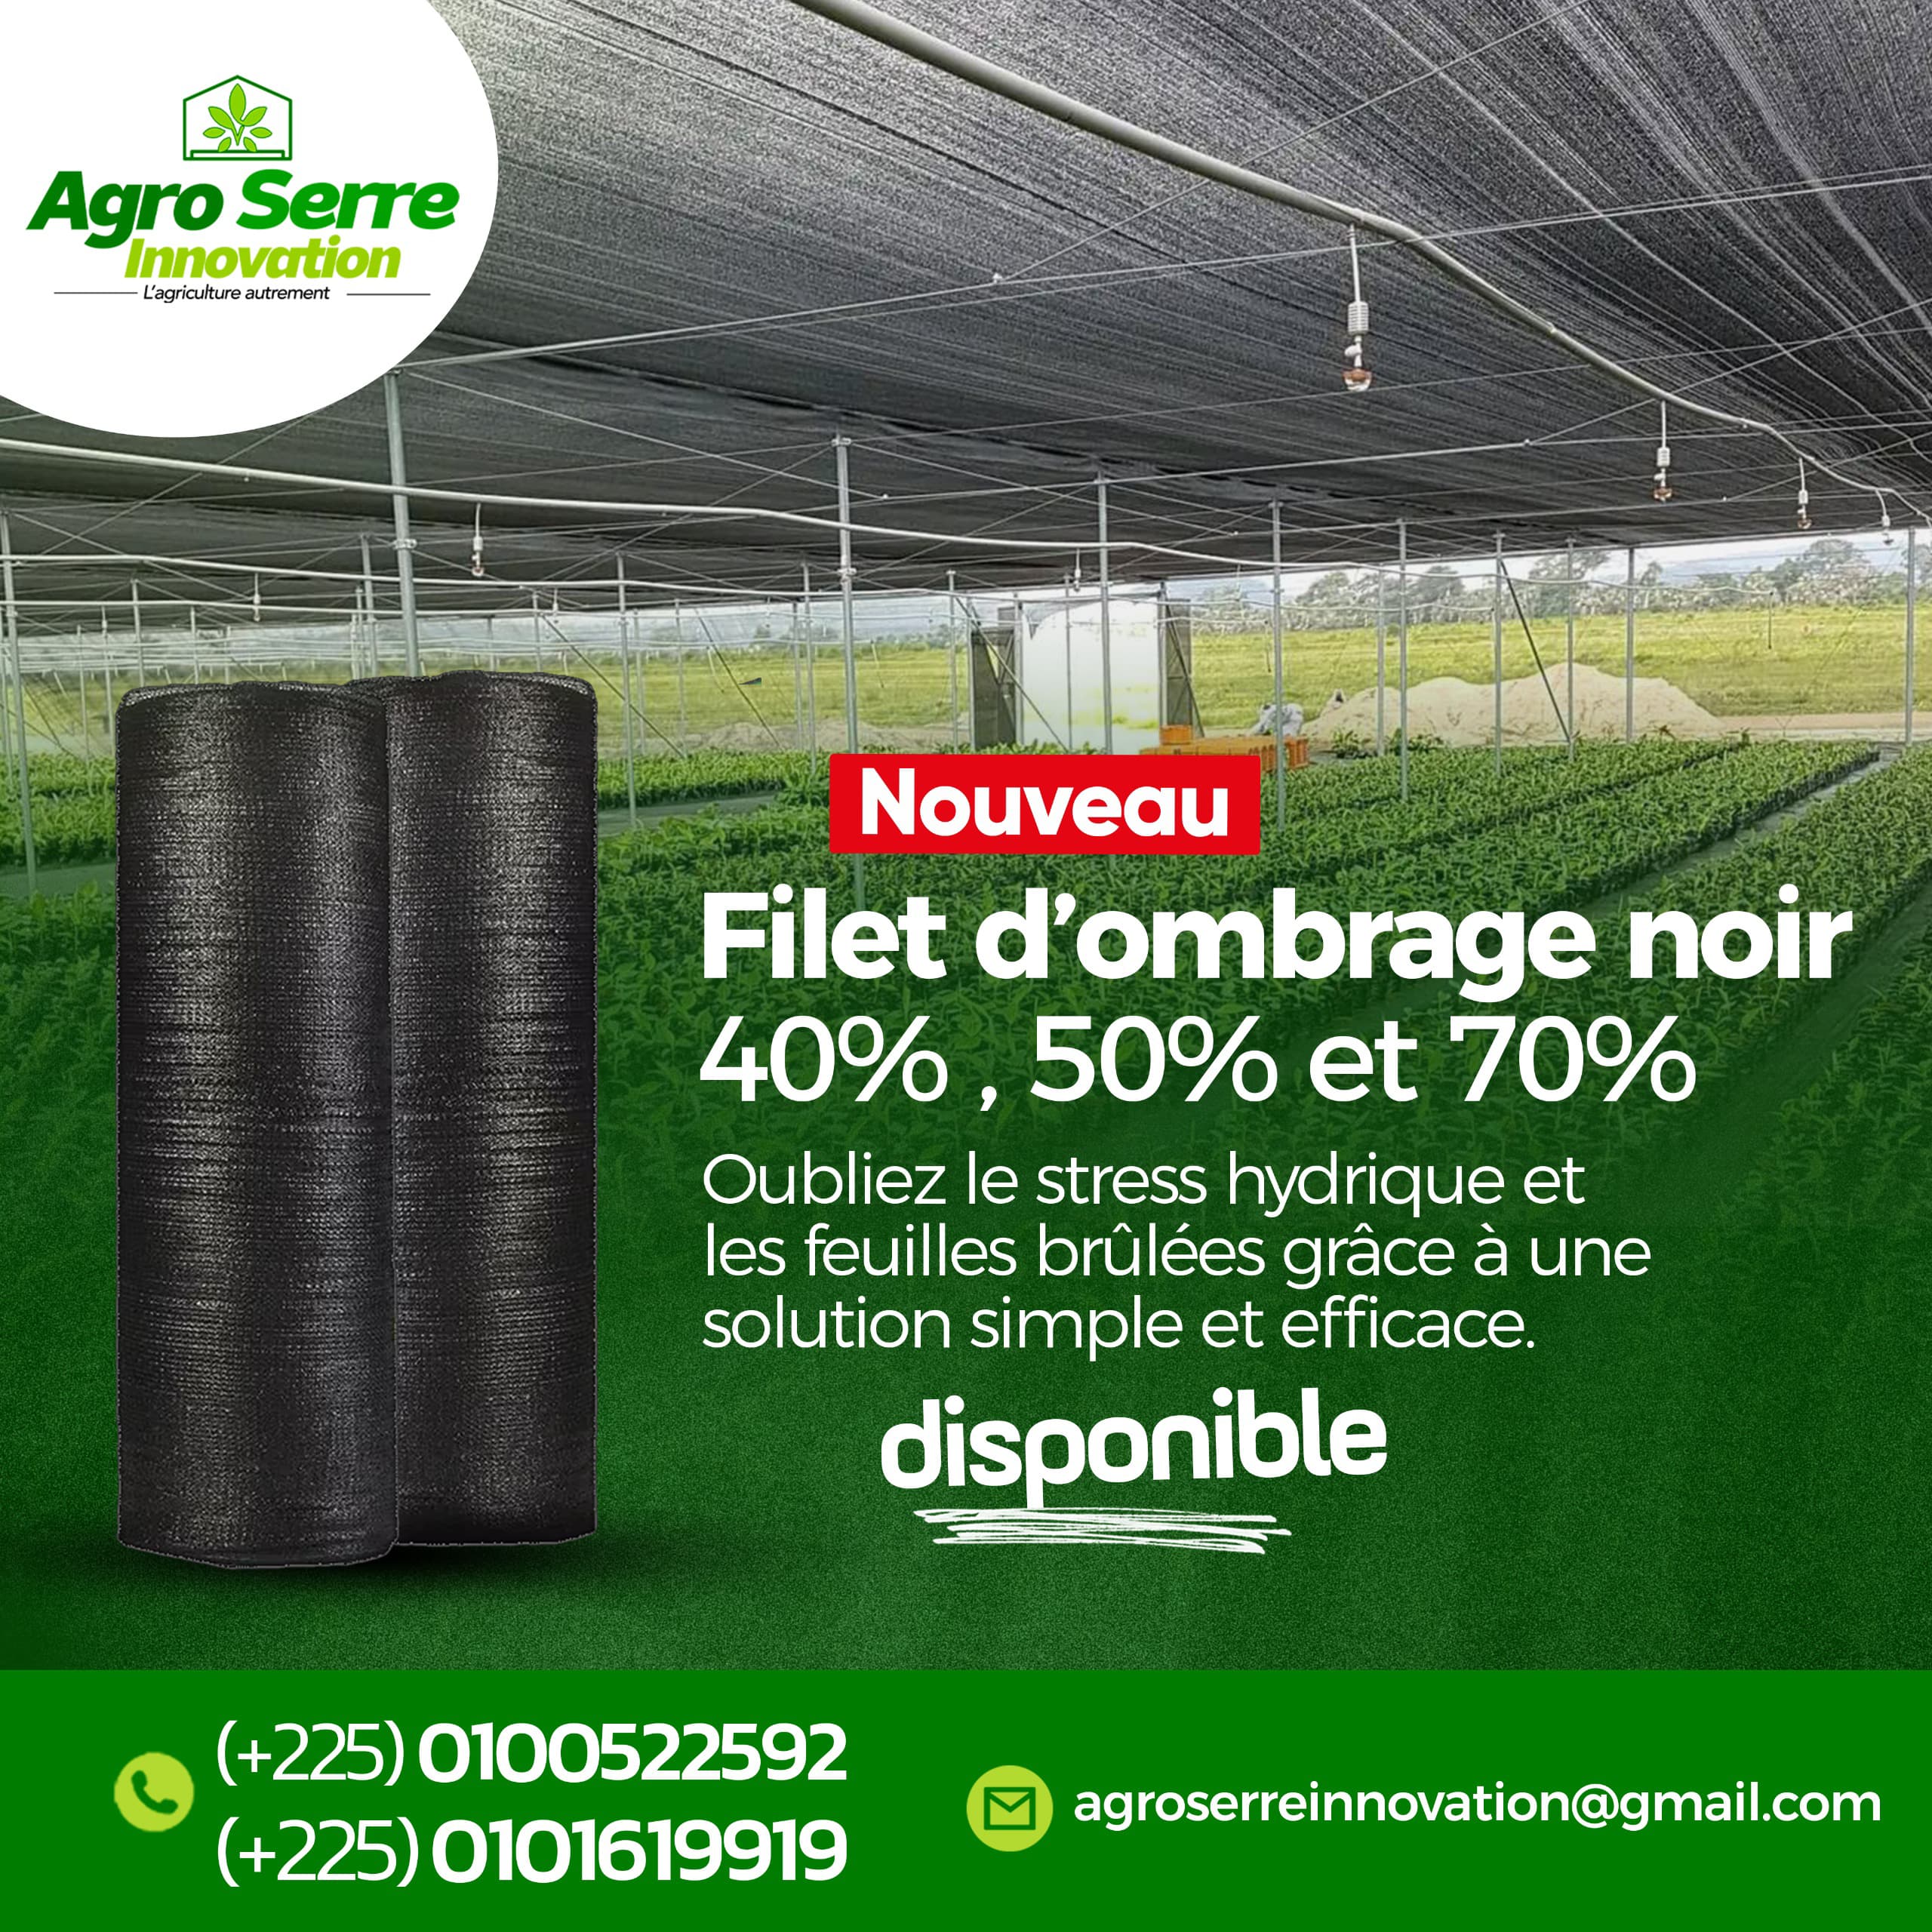 Agro Serre
Innovation
L'agriculture autrement
Nouveau
Filet d'ombrage noir
40% , 50% et 70%
Oubliez le stress hydrique et
les feuilles brûlées grâce à une
solution simple et efficace.
disponible
(+225) 0100522592
(+225) 0101619919
agroserreinnovation@gmail.com